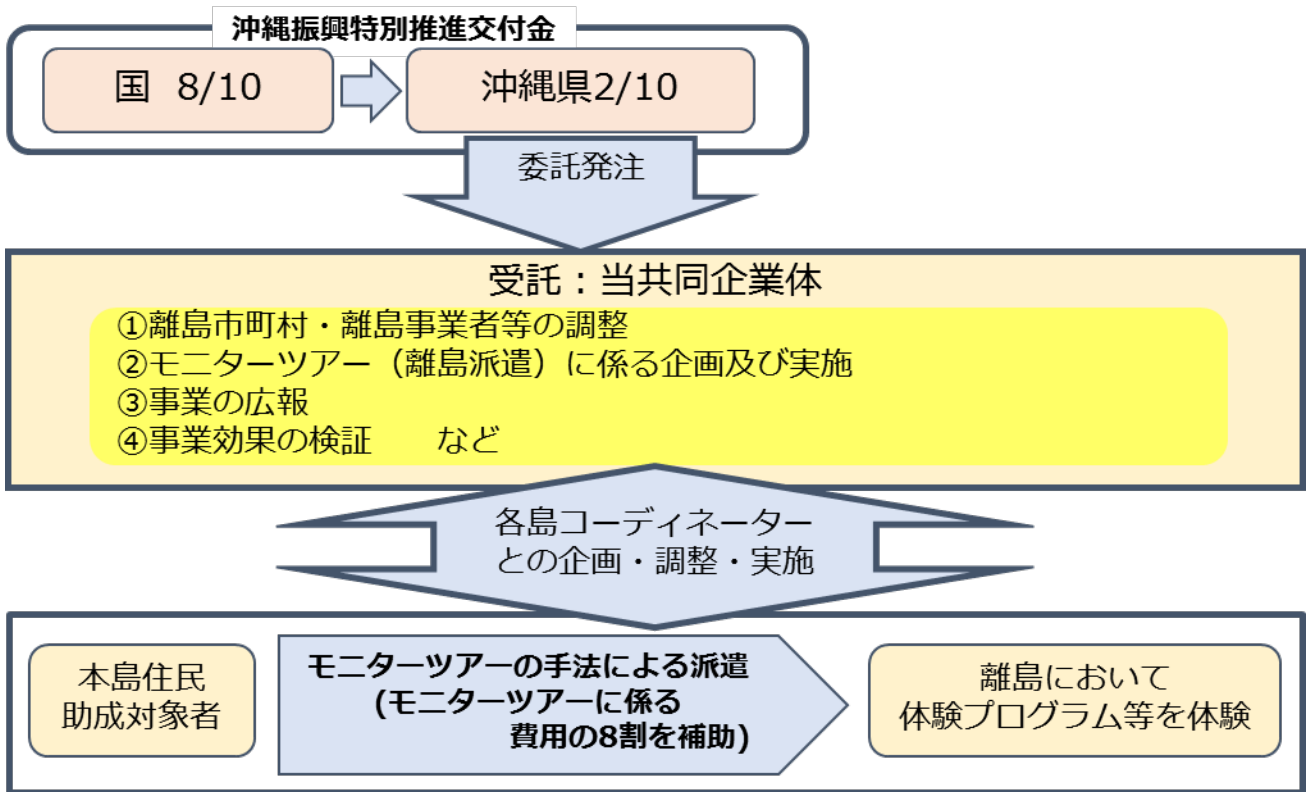 沖縄振興特別推進交付金
国 8/10
沖縄県2/10
委託発注
受託：当共同企業体
①離島市町村・離島事業者等の調整
②モニターツアー（離島派遣）に係る企画及び実施
③事業の広報
④事業効果の検証　　など
各島コーディネーター
との企画・調整・実施
本島住民
助成対象者
モニターツアーの手法による派遣
(モニターツアーに係る
費用の8割を補助)
離島において
体験プログラム等を体験